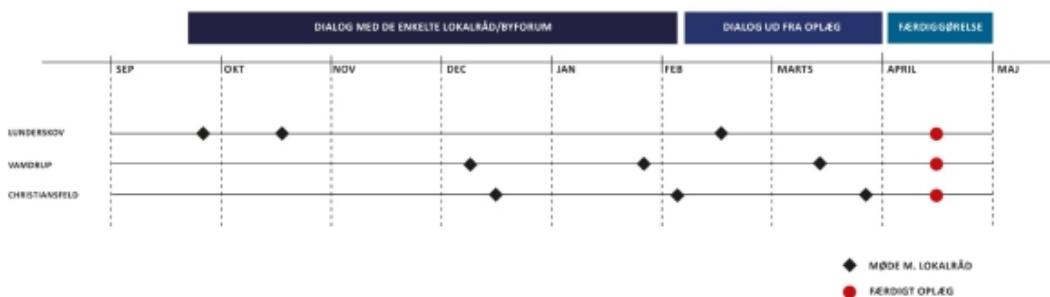 DIALOG MED DE ENKELTE LOKALRÅD/BYFORUM
DIALOG UD FRA OPLÆG
FÆRDIGGØRELSE
SEP
OKT
NOV
DEC
JAN
FEB
MARTS
APRIL
MAJ
LUNDERSKOV
VAMDRUP
CHRISTIANSFELD
MØDE M. LOKALRÅD
FÆRDIGT OPLÆG